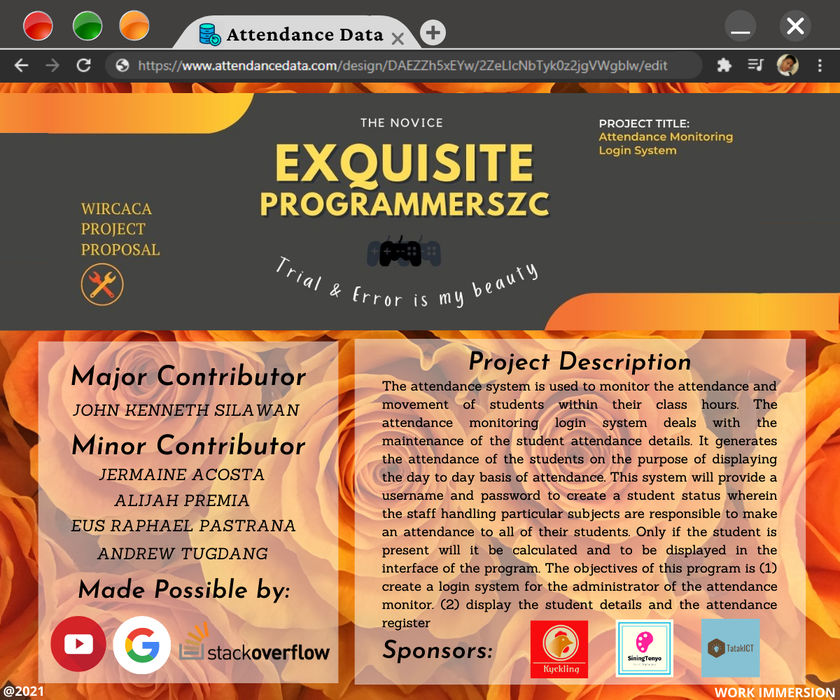 Attendance Data
https://www.attendancedata.com/design/DAEZZh5xEYw/2ZeLIcNbTyk0z2jgVWgblw/edit
THE NOVICE
EXQUISITE
PROGRAMMERSZC
Trial & Error is my beauty
PROJECT TITLE:
Attendance Monitoring
Login System
WIRCACA
PROJECT
PROPOSAL
Major Contributor
JOHN KENNETH SILAWAN
Minor Contributor
JERMAINE ACOSTA
ALIJAH PREMIA
EUS RAPHAEL PASTRANA
ANDREW TUGDANG
Made Possible by:
stackoverflow
Project Description
The attendance system is used to monitor the attendance and
movement of students within their class hours. The
attendance monitoring login system deals with the
maintenance of the student attendance details. It generates
the attendance of the students on the purpose of displaying
the day to day basis of attendance. This system will provide a
username and password to create a student status wherein
the staff handling particular subjects are responsible to make
an attendance to all of their students. Only if the student is
present will it be calculated and to be displayed in the
interface of the program. The objectives of this program is (1)
create a login system for the administrator of the attendance
monitor. (2) display the student details and the attendance
register
Sponsors:
Kyckling
SiningTonyo
TatakICT
@2021
WORK IMMERSION